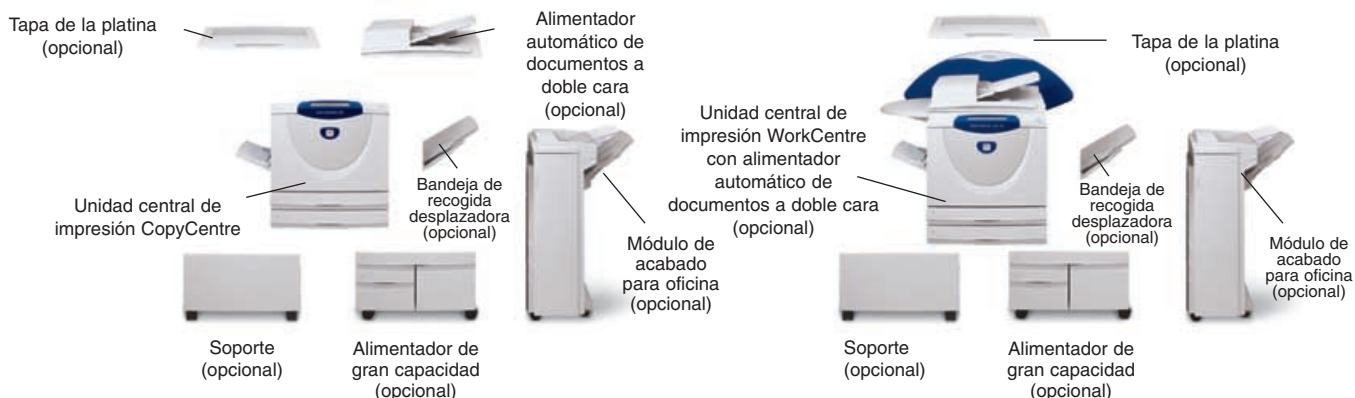 Tapa de la platina
(opcional)
Alimentador
automático de
documentos a
doble cara
(opcional)
Unidad central de
impresión CopyCentre
Bandeja de
recogida
desplazadora
(opcional)
Módulo de
acabado
para oficina
(opcional)
Soporte
(opcional)
Alimentador de
gran capacidad
(opcional)
Tapa de la platina
(opcional)
Unidad central de
impresión WorkCentre
con alimentador
automático de
documentos a doble cara
(opcional)
Bandeja de
recogida
desplazadora
(opcional)
Módulo de
acabado
para oficina
(opcional)
Soporte
(opcional)
Alimentador de
gran capacidad
(opcional)